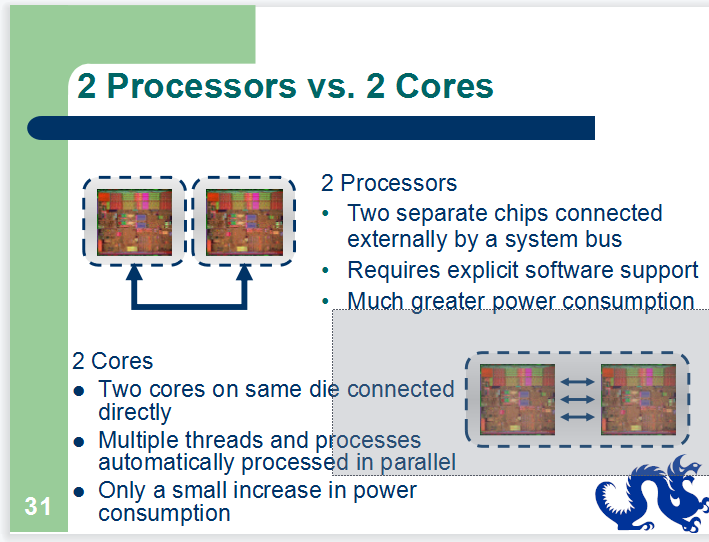 2 Processors vs. 2 Cores
2 Processors
• Two separate chips connected
externally by a system bus
• Requires explicit software support
• Much greater power consumption
2 Cores
● Two cores on same die connected
directly
● Multiple threads and processes
automatically processed in parallel
● Only a small increase in power
consumption
31